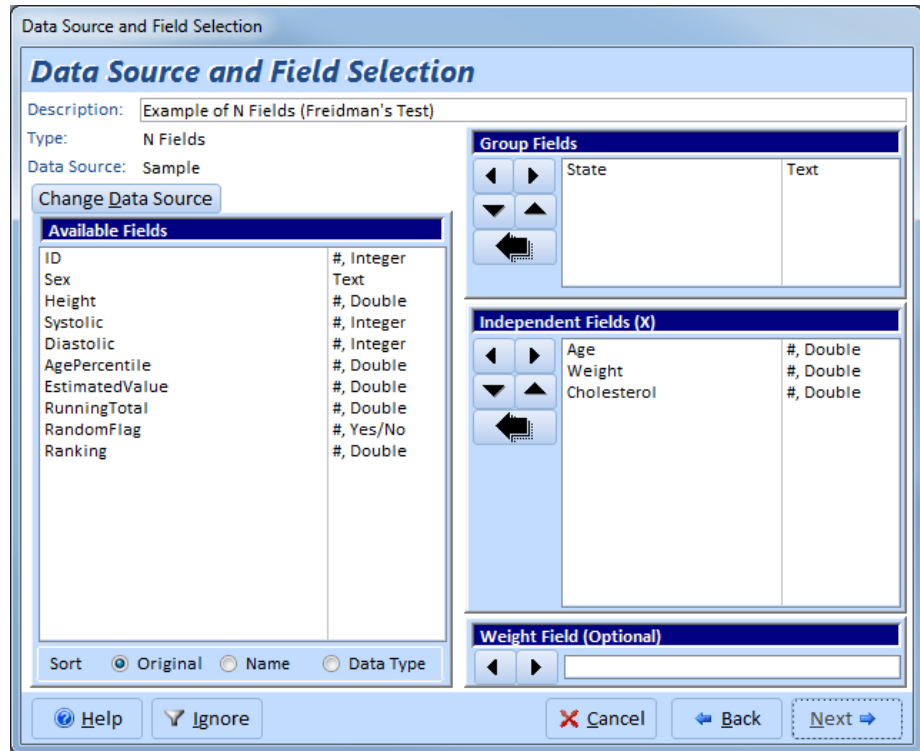 Data Source and Field Selection
Data Source and Field Selection
Description: Example of N Fields (Freidman's Test)
Type: N Fields
Data Source: Sample
Change Data Source
Available Fields
ID #, Integer
Sex Text
Height #, Double
Systolic #, Integer
Diastolic #, Integer
AgePercentile #, Double
EstimatedValue #, Double
RunningTotal #, Double
RandomFlag #, Yes/No
Ranking #, Double
Sort Original Name Data Type
Group Fields
State Text
Independent Fields (X)
Age #, Double
Weight #, Double
Cholesterol #, Double
Weight Field (Optional)
Help Ignore Cancel Back Next